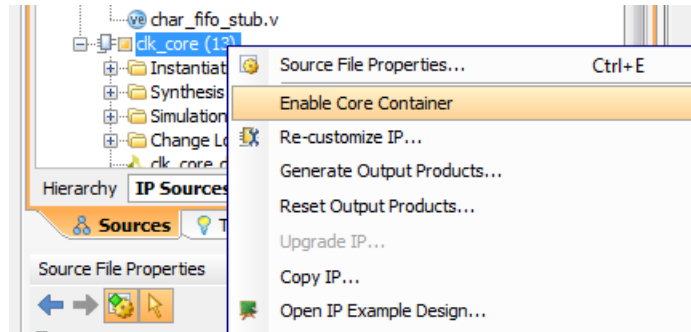 char_fifo_stub.v
clk_core (13)
Instantiat
Source File Properties... Ctrl+E
Synthesis
Enable Core Container
Simulation
Change Lo
Re-customize IP...
clk_core
Generate Output Products...
Hierarchy IP Sources
Reset Output Products...
Sources
Upgrade IP...
Source File Properties
Copy IP...
Open IP Example Design...